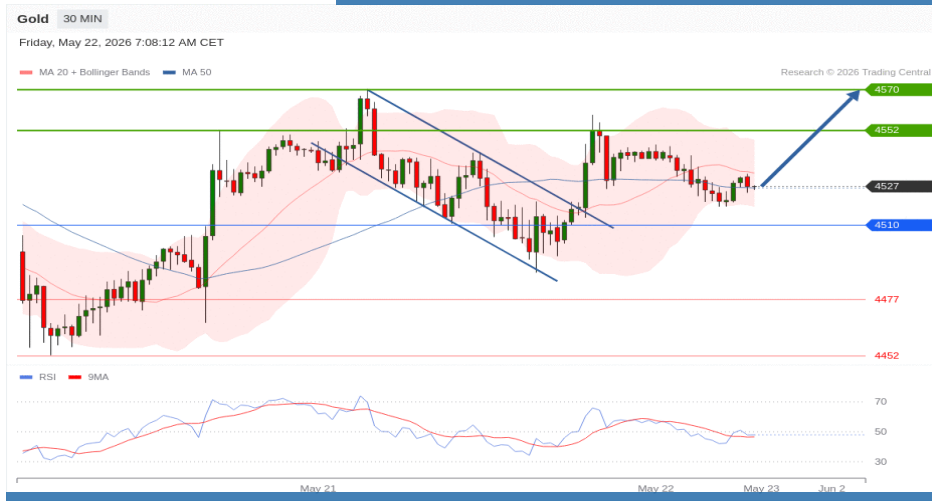 Gold 30 MIN
Friday, May 22, 2026 7:08:12 AM CET
MA 20 + Bollinger Bands MA 50
Research © 2026 Trading Central
4570
4552
4527
4510
4477
4452
RSI 9MA
70
50
30
May 21 May 22 May 23 Jun 2